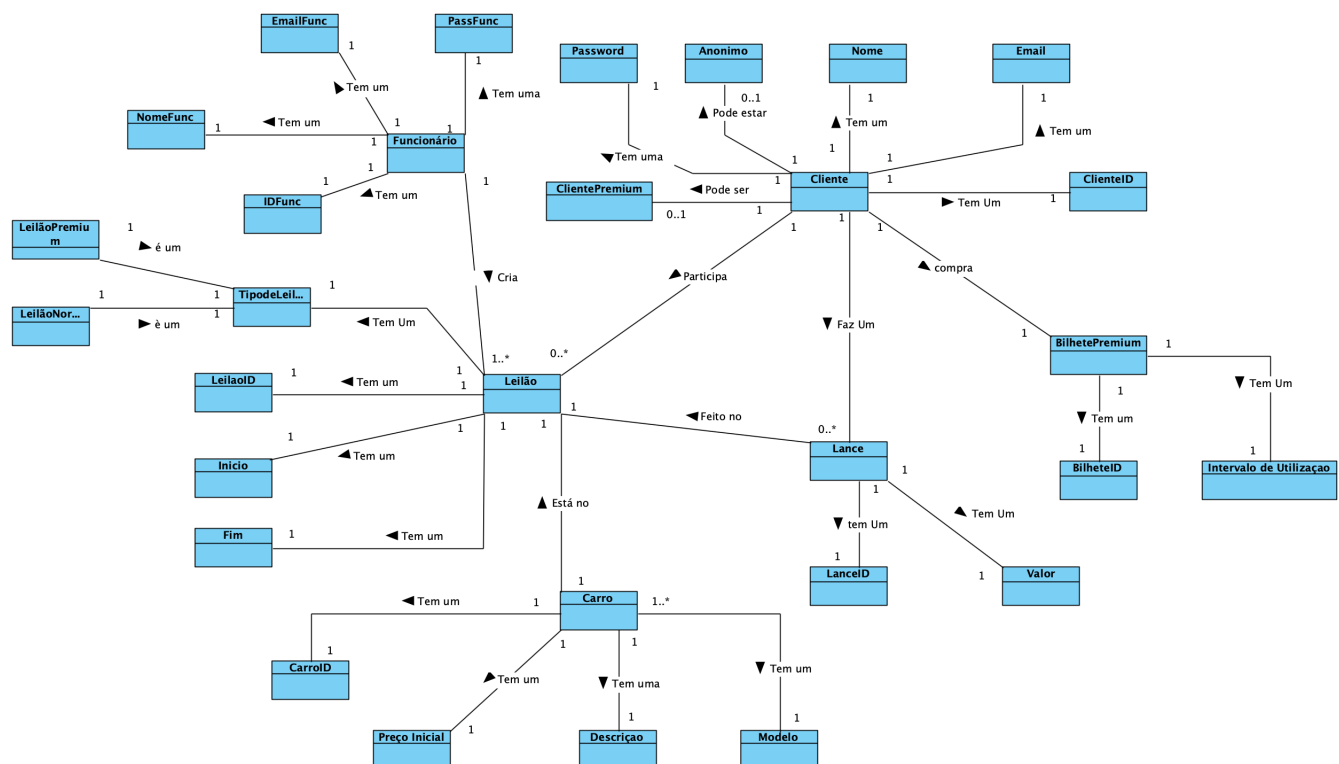 EmailFunc
PassFunc
Password
Anonimo
Nome
Email
1
1
1
1
1
1
0..1
Tem um
Tem uma
NomeFunc
Tem um
Pode estar
Tem um
Tem um
1
1
1
Funcionário
1
1
Tem uma
1
1
1
1
1
1
Cliente
1
ClienteID
ClientePremium
Pode ser
1
Tem um
IDFunc
0..1
1
Tem Um
1
LeilãoPremiu
m
1
1
1
1
é um
Cria
Participa
compra
1
TipodeLeil...
1
1
LeilãoNor...
è um
1
Tem Um
Faz Um
1
1
BilhetePremium
1
1..*
0..*
1
LeilaoID
1
Tem um
1
Leilão
Tem Um
1
1
Feito no
0..*
Tem um
1
1
1
1
Inicio
Tem um
Lance
1
1
BilheteID
1
Intervalo de Utilizaçao
1
Está no
Fim
1
Tem um
tem Um
Tem Um
1
LanceID
1
Valor
1
Carro
1..*
Tem um
1
1
1
1
CarroID
Tem um
Tem uma
Tem um
1
1
1
Preço Inicial
Descriçao
Modelo